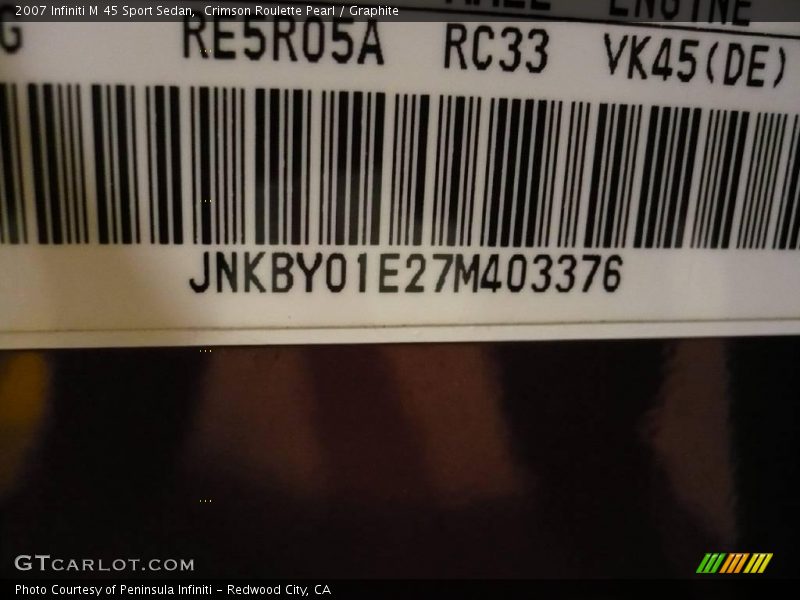 2007 Infiniti M 45 Sport Sedan, Crimson Roulette Pearl / Graphite
ENGINE
G RE5R05A RC33 VK45(DE)
JNKBY01E27M403376
GTCARLOT.COM
Photo Courtesy of Peninsula Infiniti – Redwood City, CA